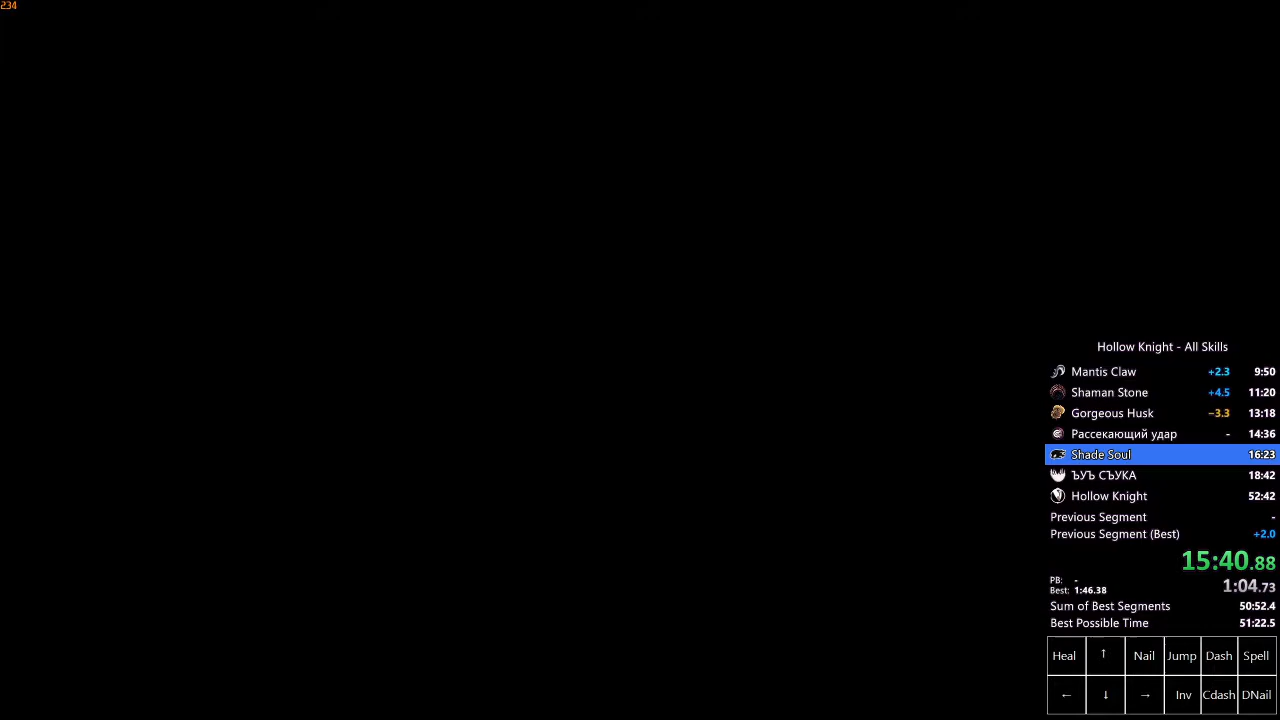 234
Hollow Knight - All Skills
Mantis Claw +2.3 9:50
Shaman Stone +4.5 11:20
Gorgeous Husk −3.3 13:18
Рассекающий удар - 14:36
Shade Soul 16:23
ЪУЪ СЪУКА 18:42
Hollow Knight 52:42
Previous Segment -
Previous Segment (Best) +2.0
15:40.88
PB: -
Best: 1:46.38
1:04.73
Sum of Best Segments 50:52.4
Best Possible Time 51:22.5
Heal ↑ Nail Jump Dash Spell
← ↓ → Inv Cdash DNail